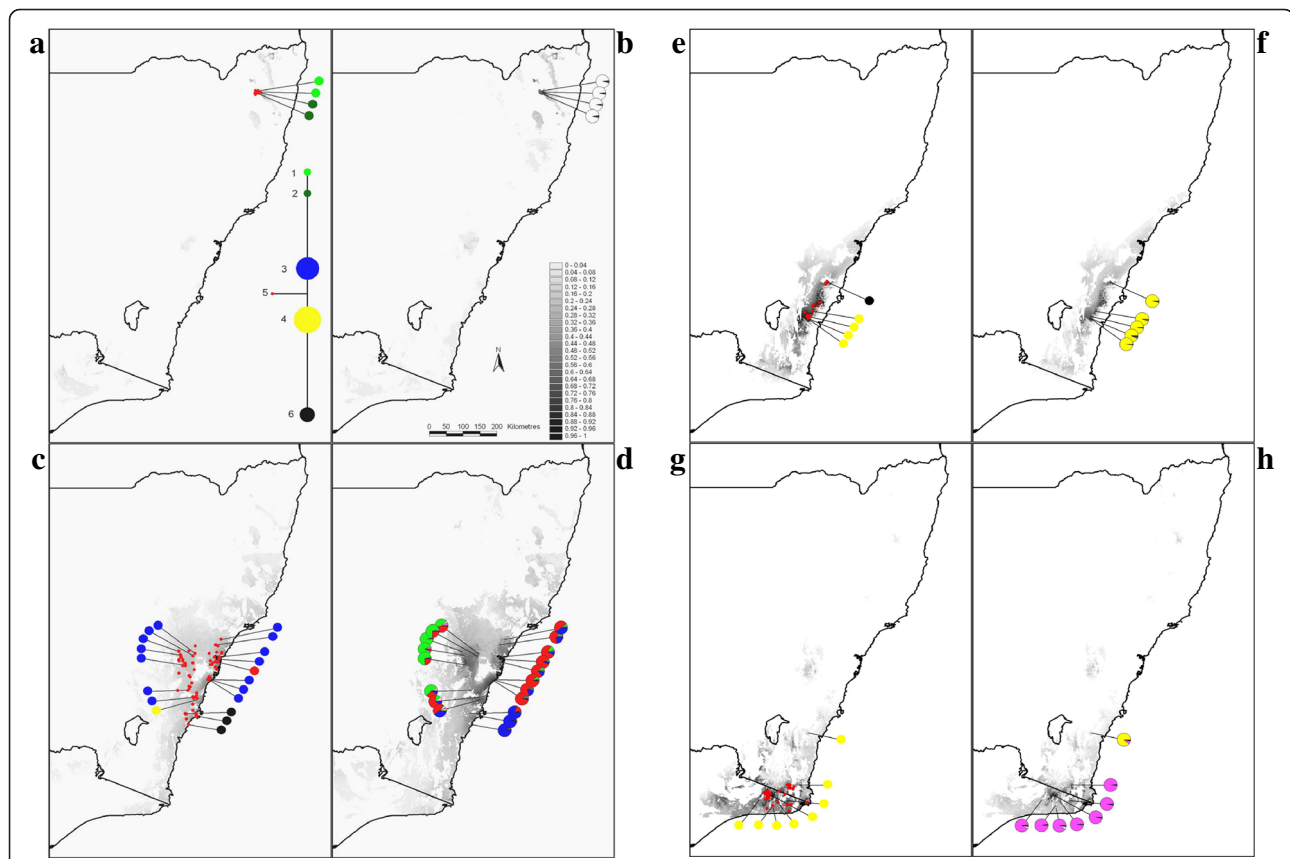 a
b
1
2
3
5
4
6
0 - 0.04
0.04 - 0.08
0.08 - 0.12
0.12 - 0.16
0.16 - 0.2
0.2 - 0.24
0.24 - 0.28
0.28 - 0.32
0.32 - 0.36
0.36 - 0.4
0.4 - 0.44
0.44 - 0.48
0.48 - 0.52
0.52 - 0.56
0.56 - 0.6
0.6 - 0.64
0.64 - 0.68
0.68 - 0.72
0.72 - 0.76
0.76 - 0.8
0.8 - 0.84
0.84 - 0.88
0.88 - 0.92
0.92 - 0.96
0.96 - 1
N
0 50 100 150 200 Kilometres
e
f
c
d
g
h